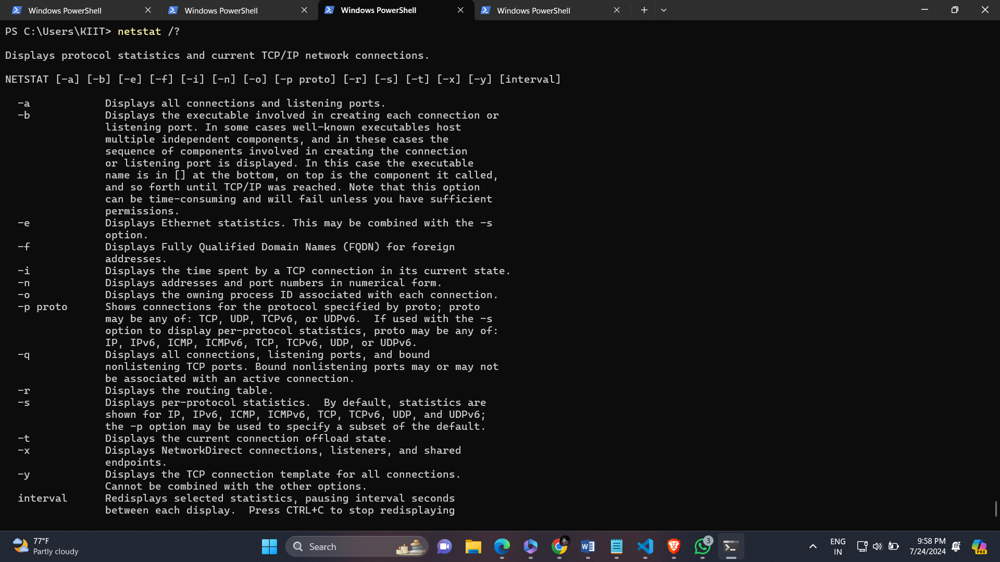 Windows PowerShell
Windows PowerShell
Windows PowerShell
Windows PowerShell
PS C:\Users\KIIT> netstat /?
Displays protocol statistics and current TCP/IP network connections.
NETSTAT [-a] [-b] [-e] [-f] [-i] [-n] [-o] [-p proto] [-r] [-s] [-t] [-x] [-y] [interval]
-a Displays all connections and listening ports.
-b Displays the executable involved in creating each connection or
listening port. In some cases well-known executables host
multiple independent components, and in these cases the
sequence of components involved in creating the connection
or listening port is displayed. In this case the executable
name is in [] at the bottom, on top is the component it called,
and so forth until TCP/IP was reached. Note that this option
can be time-consuming and will fail unless you have sufficient
permissions.
-e Displays Ethernet statistics. This may be combined with the -s
option.
-f Displays Fully Qualified Domain Names (FQDN) for foreign
addresses.
-i Displays the time spent by a TCP connection in its current state.
-n Displays addresses and port numbers in numerical form.
-o Displays the owning process ID associated with each connection.
-p proto Shows connections for the protocol specified by proto; proto
may be any of: TCP, UDP, TCPv6, or UDPv6.  If used with the -s
option to display per-protocol statistics, proto may be any of:
IP, IPv6, ICMP, ICMPv6, TCP, TCPv6, UDP, or UDPv6.
-q Displays all connections, listening ports, and bound
nonlistening TCP ports. Bound nonlistening ports may or may not
be associated with an active connection.
-r Displays the routing table.
-s Displays per-protocol statistics.  By default, statistics are
shown for IP, IPv6, ICMP, ICMPv6, TCP, TCPv6, UDP, and UDPv6;
the -p option may be used to specify a subset of the default.
-t Displays the current connection offload state.
-x Displays NetworkDirect connections, listeners, and shared
endpoints.
-y Displays the TCP connection template for all connections.
Cannot be combined with the other options.
interval Redisplays selected statistics, pausing interval seconds
between each display.  Press CTRL+C to stop redisplaying
77°F
Partly cloudy
Search
W
3
ENG
IN
9:58 PM
7/24/2024
PRE